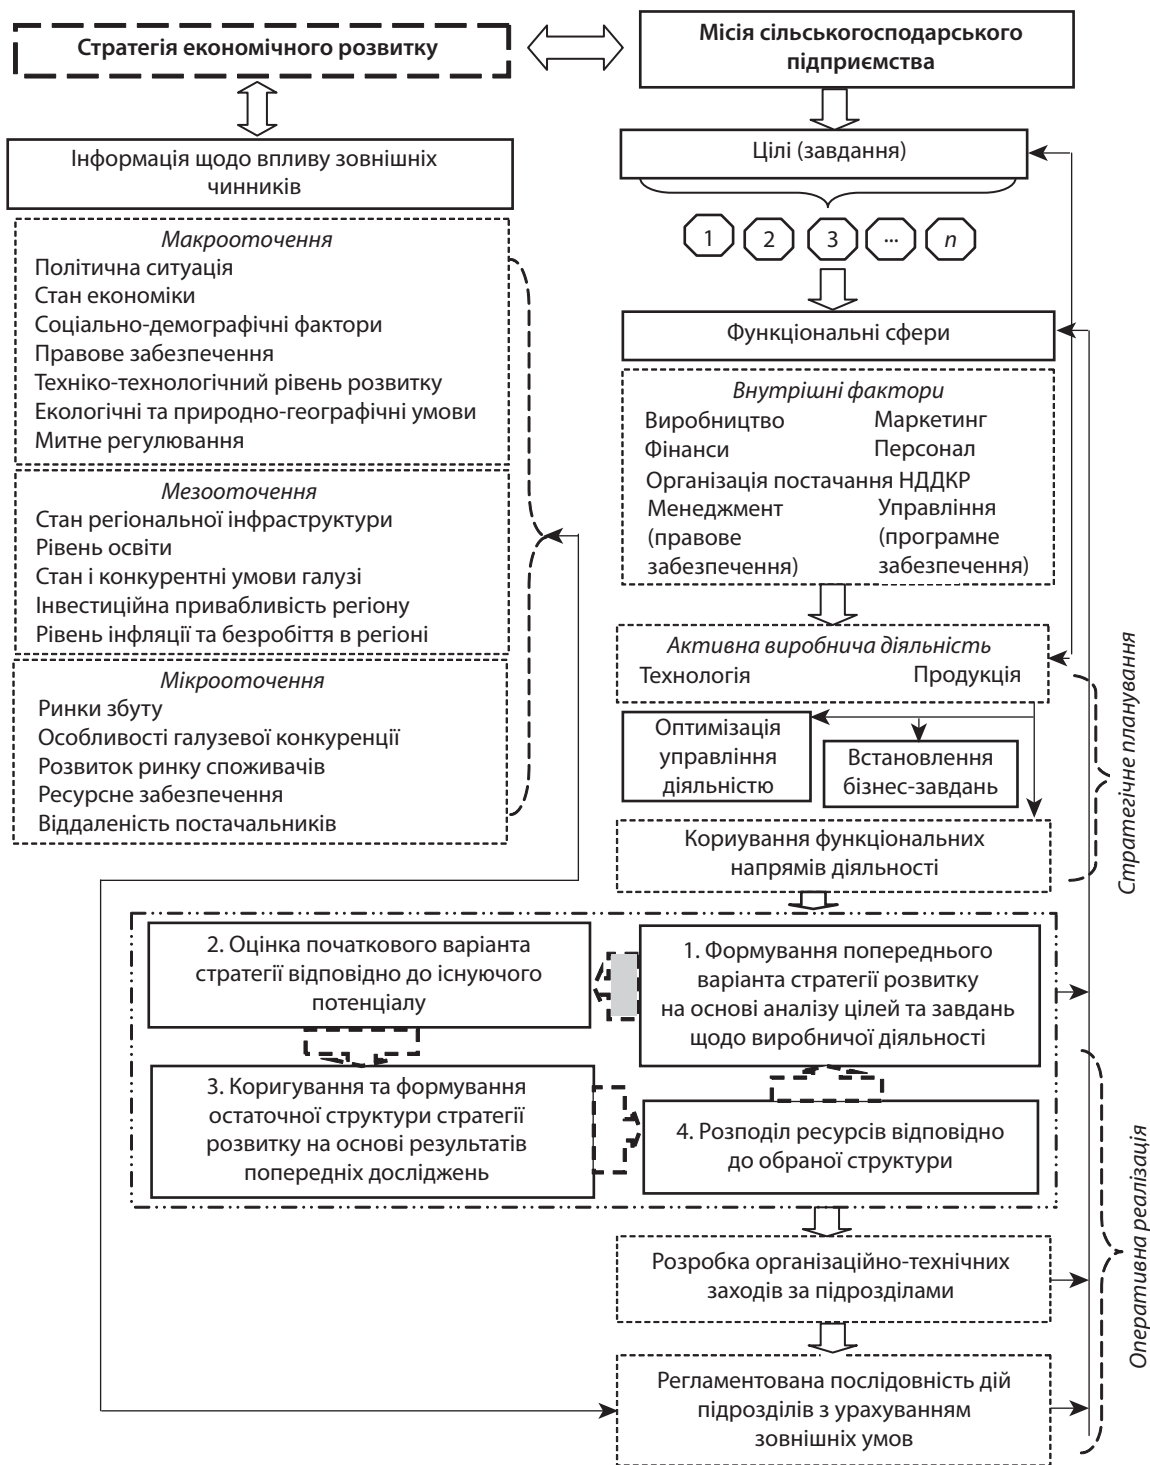 Стратегія економічного розвитку
Місія сільськогосподарського
підприємства
Інформація щодо впливу зовнішніх
чинників
Макрооточення
Політична ситуація
Стан економіки
Соціально-демографічні фактори
Правове забезпечення
Техніко-технологічний рівень розвитку
Екологічні та природно-географічні умови
Митне регулювання
Мезооточення
Стан регіональної інфраструктури
Рівень освіти
Стан і конкурентні умови галузі
Інвестиційна привабливість регіону
Рівень інфляції та безробіття в регіоні
Мікрооточення
Ринки збуту
Особливості галузевої конкуренції
Розвиток ринку споживачів
Ресурсне забезпечення
Віддаленість постачальників
Цілі (завдання)
1 2 3 ... n
Функціональні сфери
Внутрішні фактори
Виробництво Маркетинг
Фінанси Персонал
Організація постачання НДДКР
Менеджмент Управління
(правове (програмне
забезпечення) забезпечення)
Активна виробнича діяльність
Технологія Продукція
Оптимізація
управління
діяльністю
Встановлення
бізнес-завдань
Кориування функціональних
напрямів діяльності
Стратегічне планування
2. Оцінка початкового варіанта
стратегії відповідно до існуючого
потенціалу
1. Формування попереднього
варіанта стратегії розвитку
на основі аналізу цілей та завдань
щодо виробничої діяльності
3. Коригування та формування
остаточної структури стратегії
розвитку на основі результатів
попередніх досліджень
4. Розподіл ресурсів відповідно
до обраної структури
Розробка організаційно-технічних
заходів за підрозділами
Регламентована послідовність дій
підрозділів з урахуванням
зовнішніх умов
Оперативна реалізація